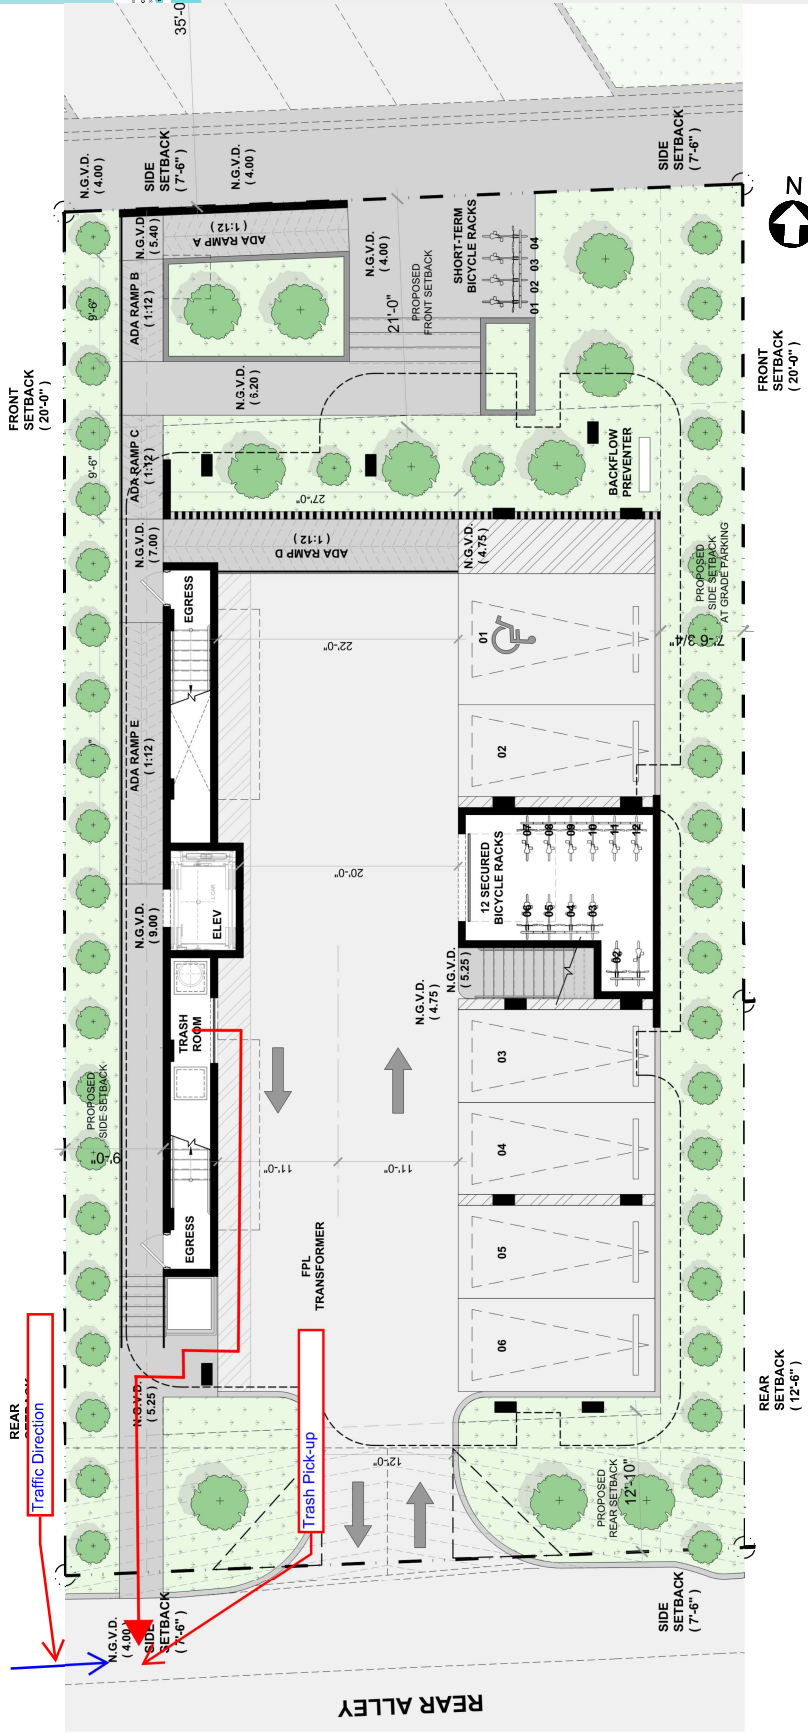 35'-0
N.G.V.D.
( 4.00 )
SIDE
SETBACK
( 7'-6" )
N.G.V.D.
( 4.00 )
SIDE
SETBACK
( 7'-6" )
N
N.G.V.D.
( 5.40 )
ADA RAMP A
( 1:12 )
N.G.V.D.
( 4.00 )
SHORT-TERM
BICYCLE RACKS
01 02 03 04
ADA RAMP B
( 1:12 )
9'-6"
21'-0"
PROPOSED
FRONT SETBACK
FRONT
SETBACK
( 20'-0" )
FRONT
SETBACK
( 20'-0" )
N.G.V.D.
( 6.20 )
ADA RAMP C
( 1:12 )
9'-6"
27'-0"
BACKFLOW
PREVENTER
N.G.V.D.
( 7.00 )
ADA RAMP D
( 1:12 )
N.G.V.D.
( 4.75 )
PROPOSED
SIDE SETBACK
AT GRADE PARKING
7'-6 3/4"
EGRESS
22'-0"
01
ADA RAMP E
( 1:12 )
02
20'-0"
12 SECURED
BICYCLE RACKS
07
08
09
10
11
12
06
05
04
03
02
N.G.V.D.
( 9.00 )
ELEV
N.G.V.D.
( 4.75 )
N.G.V.D.
( 5.25 )
TRASH
ROOM
03
PROPOSED
SIDE SETBACK
9'-0"
11'-0"
11'-0"
04
EGRESS
FPL
TRANSFORMER
05
06
REAR
Traffic Direction
N.G.V.D.
( 5.25 )
Trash Pick-up
REAR
SETBACK
( 12'-6" )
12'-0"
PROPOSED
REAR SETBACK
12'-10"
N.G.V.D.
( 4.00 )
SIDE
SETBACK
( 7'-6" )
SIDE
SETBACK
( 7'-6" )
REAR ALLEY